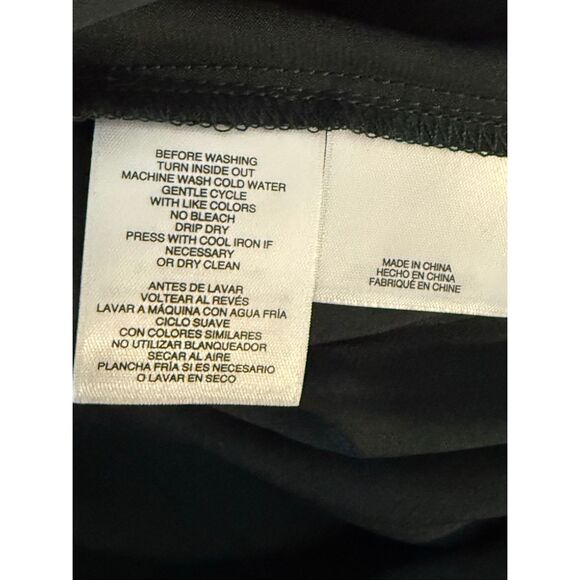 BEFORE WASHING
TURN INSIDE OUT
MACHINE WASH COLD WATER
GENTLE CYCLE
WITH LIKE COLORS
NO BLEACH
DRIP DRY
PRESS WITH COOL IRON IF
NECESSARY
OR DRY CLEAN
ANTES DE LAVAR
VOLTEAR AL REVÉS
LAVAR A MÁQUINA CON AGUA FRÍA
CICLO SUAVE
CON COLORES SIMILARES
NO UTILIZAR BLANQUEADOR
SECAR AL AIRE
PLANCHA FRÍA SI ES NECESARIO
O LAVAR EN SECO
MADE IN CHINA
HECHO EN CHINA
FABRIQUÉ EN CHINE